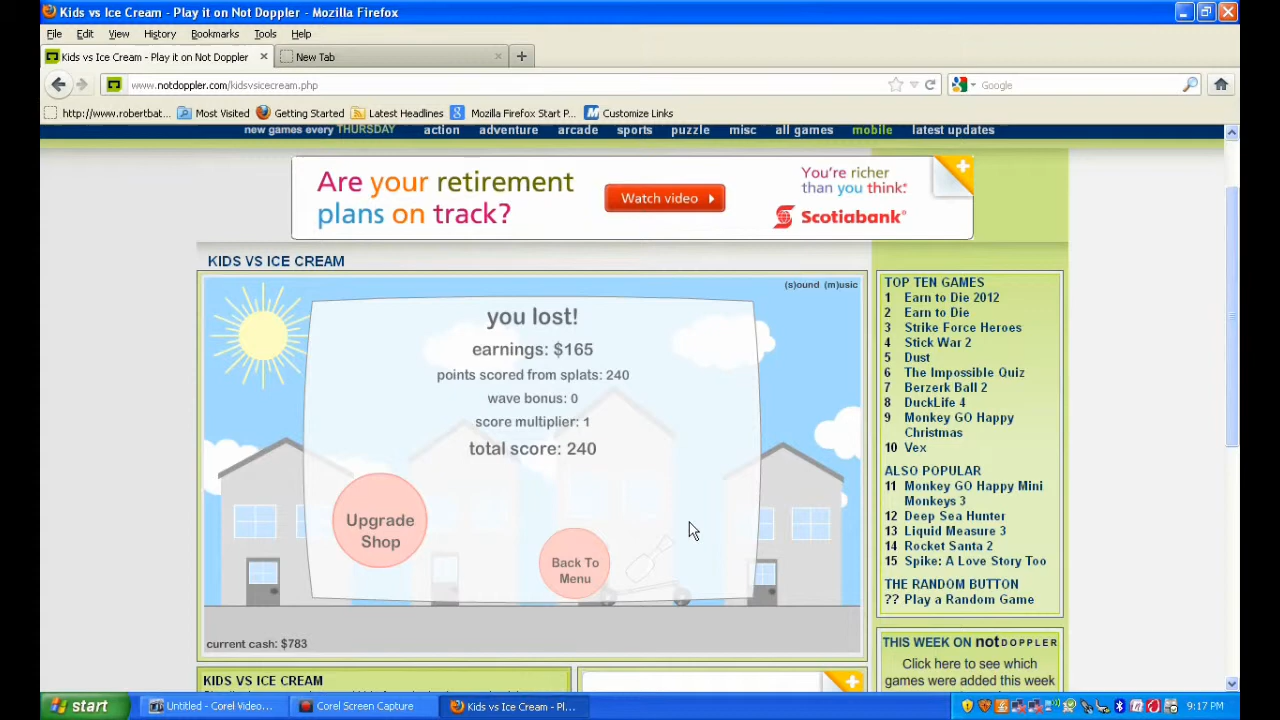 Kids vs Ice Cream - Play it on Not Doppler - Mozilla Firefox
File Edit View History Bookmarks Tools Help
Kids vs Ice Cream - Play it on Not Doppler × New Tab × +
www.notdoppler.com/kidsvsicecream.php Google
http://www.robertbat... Most Visited Getting Started Latest Headlines Mozilla Firefox Start P... Customize Links
new games every THURSDAY action adventure arcade sports puzzle misc all games mobile latest updates
Are your retirement
plans on track?
Watch video
You're richer
than you think.
Scotiabank
KIDS VS ICE CREAM
(s)ound (m)usic
you lost!
earnings: $165
points scored from splats: 240
wave bonus: 0
score multiplier: 1
total score: 240
Upgrade
Shop
Back To
Menu
current cash: $783
TOP TEN GAMES
1 Earn to Die 2012
2 Earn to Die
3 Strike Force Heroes
4 Stick War 2
5 Dust
6 The Impossible Quiz
7 Berzerk Ball 2
8 DuckLife 4
9 Monkey GO Happy
Christmas
10 Vex
ALSO POPULAR
11 Monkey GO Happy Mini
Monkeys 3
12 Deep Sea Hunter
13 Liquid Measure 3
14 Rocket Santa 2
15 Spike: A Love Story Too
THE RANDOM BUTTON
?? Play a Random Game
THIS WEEK ON notDOPPLER
Click here to see which
games were added this week
KIDS VS ICE CREAM
start Untitled - Corel Video... Corel Screen Capture Kids vs Ice Cream - Pl... 9:17 PM